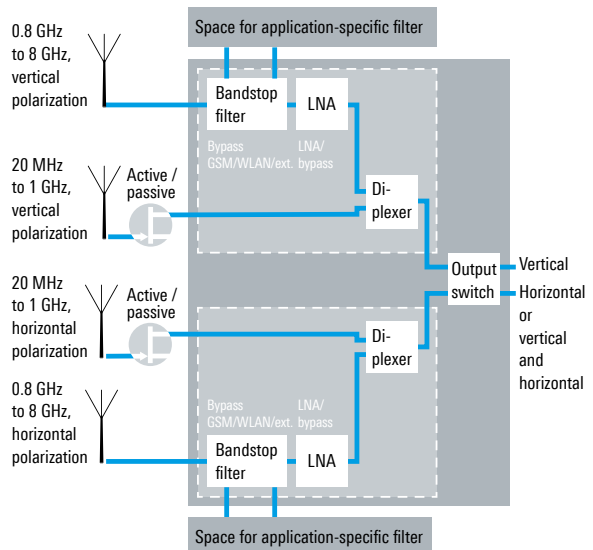 Space for application-specific filter
0.8 GHz
to 8 GHz,
vertical
polarization
Bandstop
filter
LNA
Bypass
GSM/WLAN/ext.
LNA/
bypass
20 MHz
to 1 GHz,
vertical
polarization
Active /
passive
Di-
plexer
Output
switch
Vertical
Horizontal
or
vertical
and
horizontal
20 MHz
to 1 GHz,
horizontal
polarization
Active /
passive
Di-
plexer
0.8 GHz
to 8 GHz,
horizontal
polarization
Bypass
GSM/WLAN/ext.
LNA/
bypass
Bandstop
filter
LNA
Space for application-specific filter